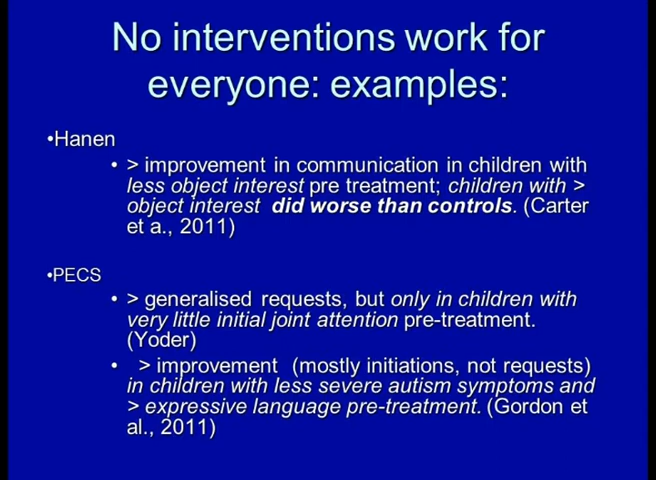 No interventions work for
everyone: examples:
•Hanen
• > improvement in communication in children with
less object interest pre treatment; children with >
object interest did worse than controls. (Carter
et a., 2011)
•PECS
• > generalised requests, but only in children with
very little initial joint attention pre-treatment.
(Yoder)
• > improvement (mostly initiations, not requests)
in children with less severe autism symptoms and
> expressive language pre-treatment. (Gordon et
al., 2011)